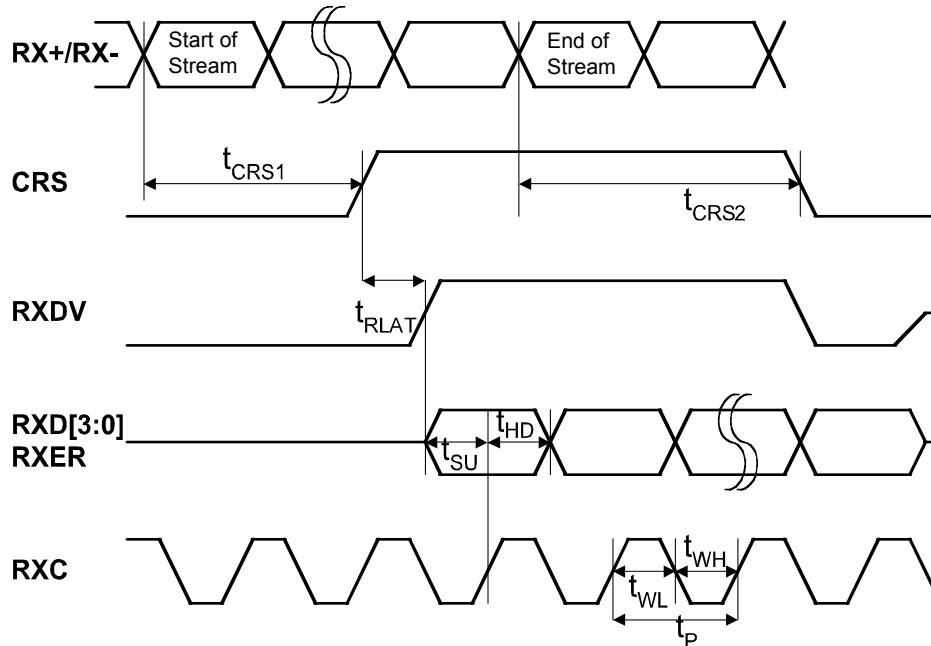 RX+/RX-
Start of
Stream
End of
Stream
CRS
tCRS1
tCRS2
RXDV
tRLAT
RXD[3:0]
RXER
tSU
tHD
RXC
tWL
tWH
tP